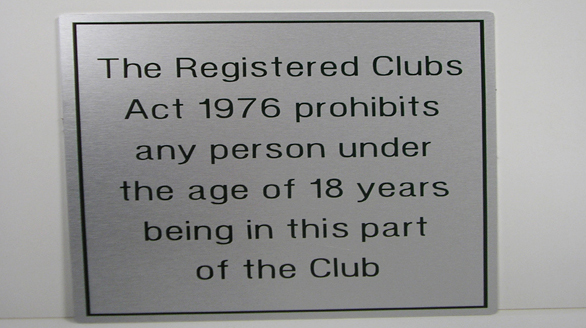 The Registered Clubs
Act 1976 prohibits
any person under
the age of 18 years
being in this part
of the Club